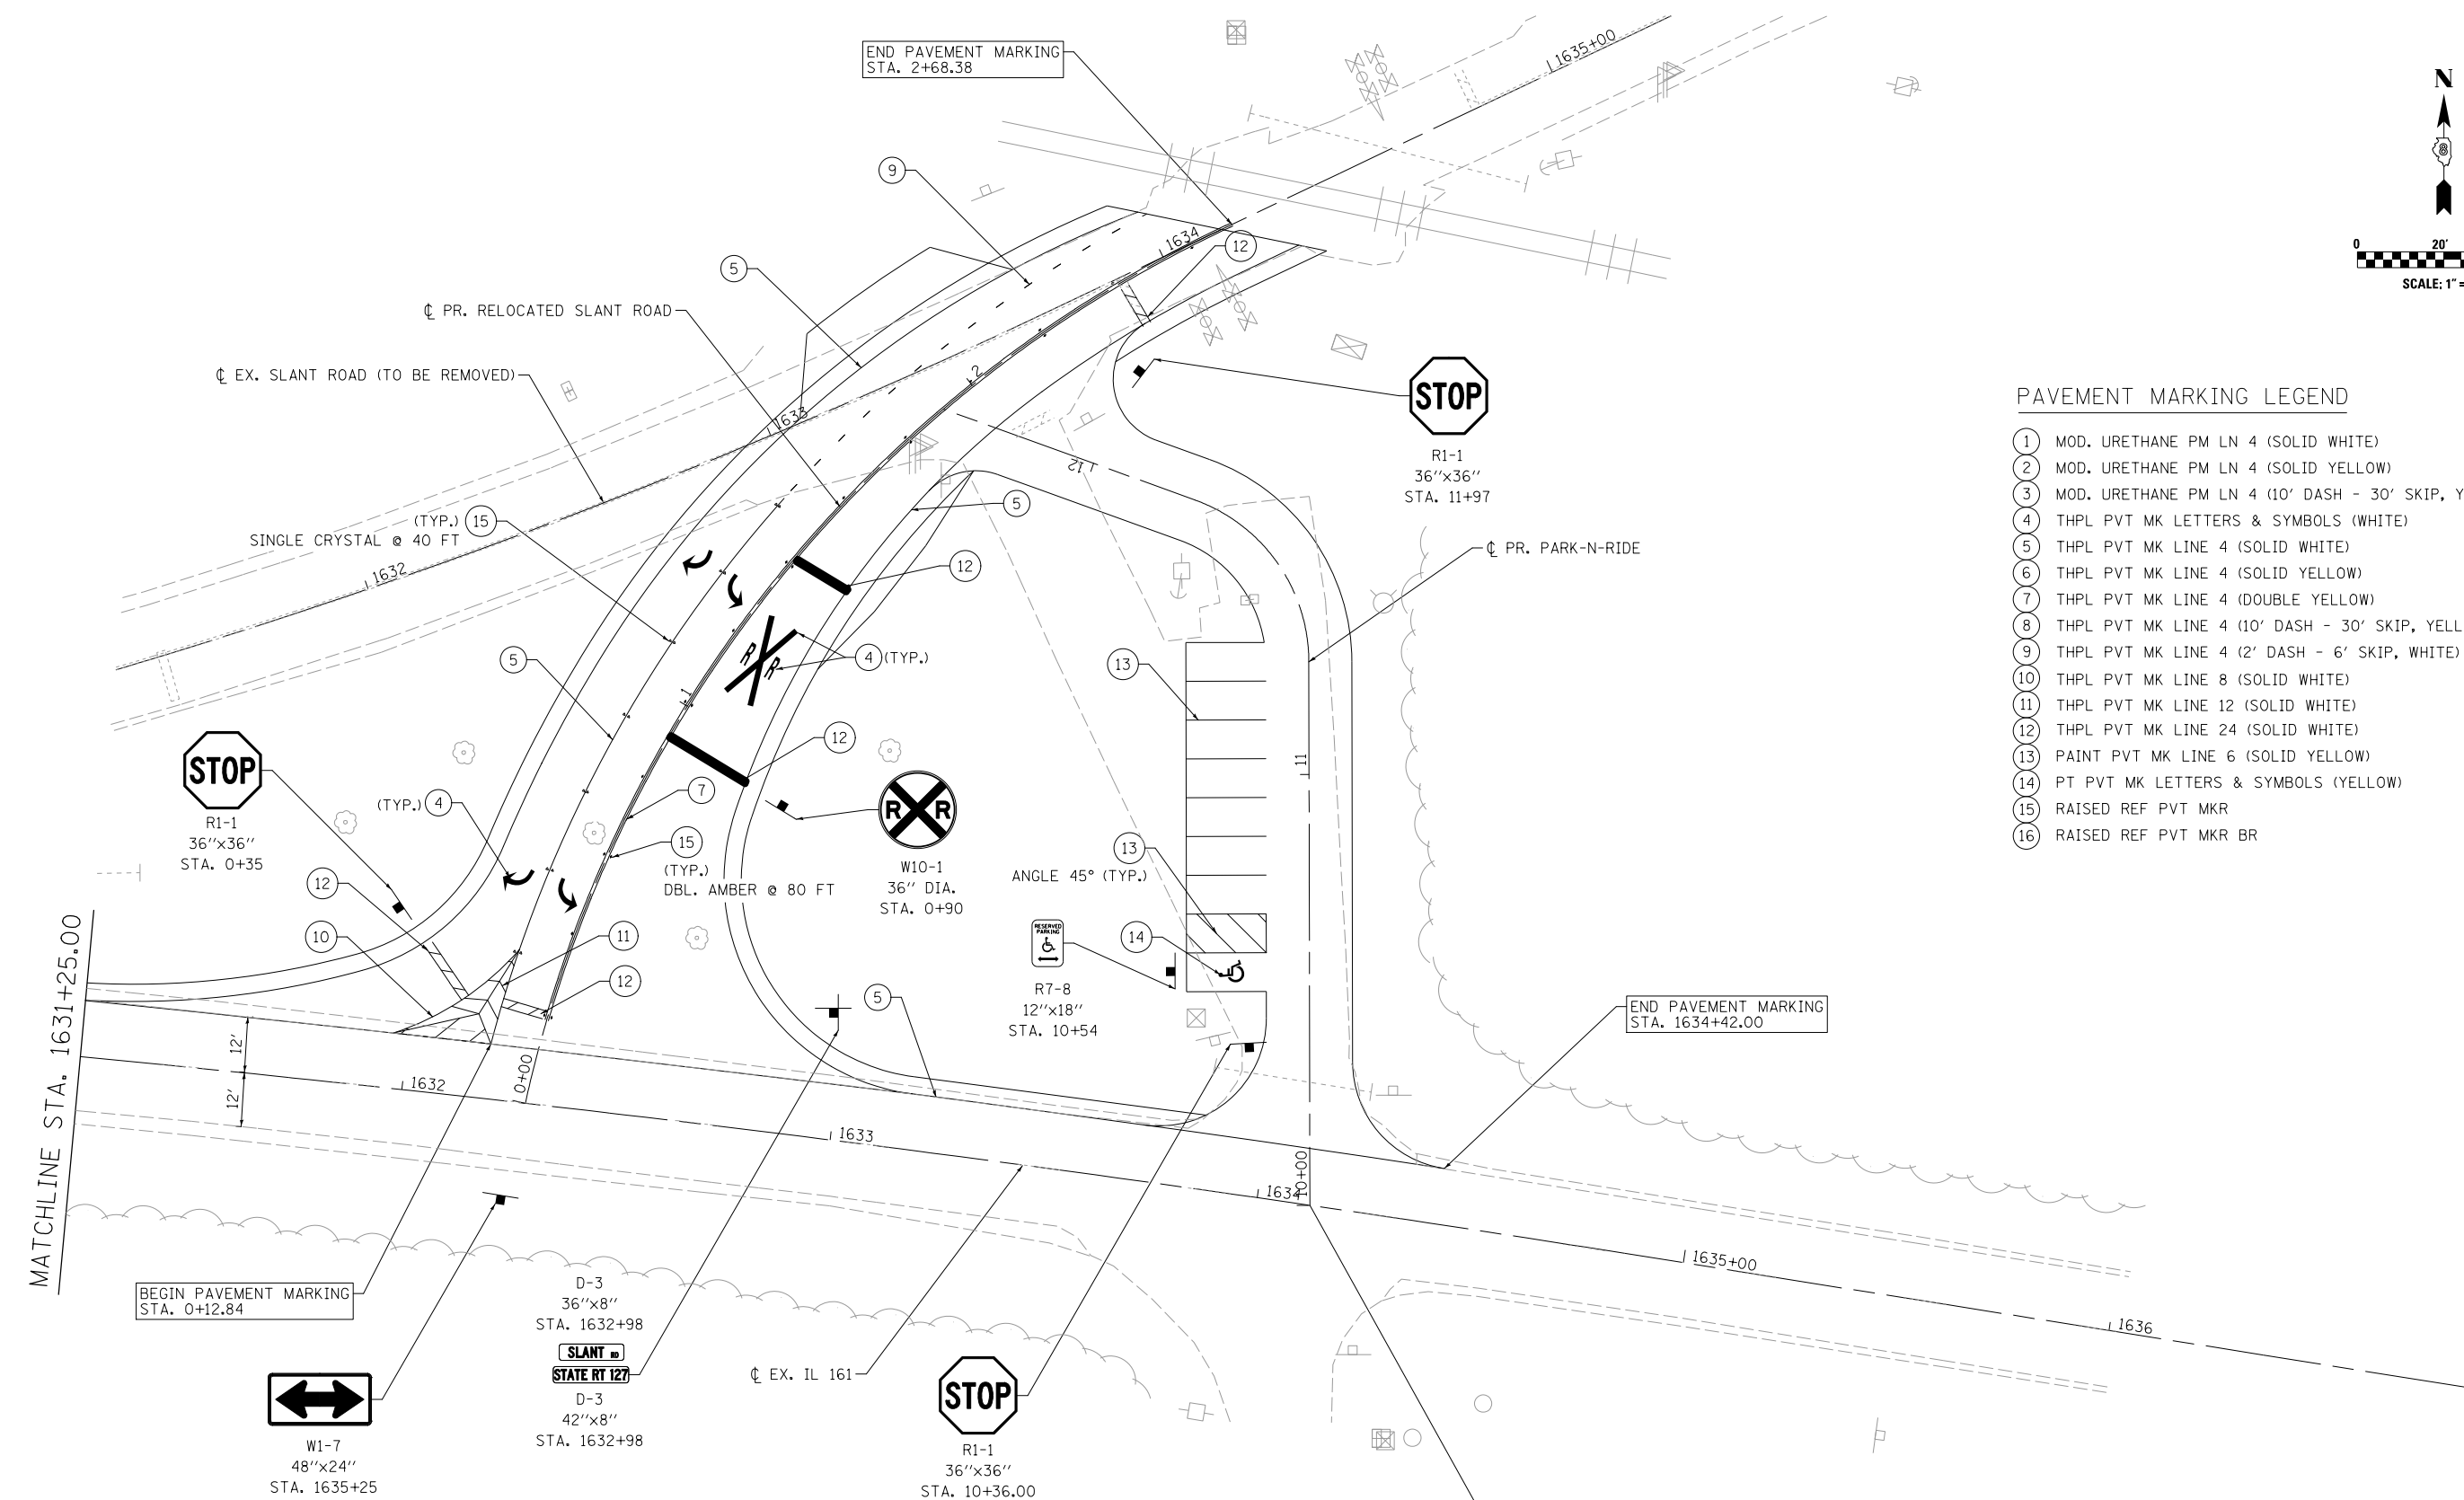 END PAVEMENT MARKING
STA. 2+68.38
1635+00
N
8
9
0 20'
SCALE: 1" =
1634
12
5
℄ PR. RELOCATED SLANT ROAD
℄ EX. SLANT ROAD (TO BE REMOVED)
2
1633
STOP
R1-1
36''x36''
STA. 11+97
12
PAVEMENT MARKING LEGEND
1 MOD. URETHANE PM LN 4 (SOLID WHITE)
2 MOD. URETHANE PM LN 4 (SOLID YELLOW)
3 MOD. URETHANE PM LN 4 (10' DASH - 30' SKIP, Y
4 THPL PVT MK LETTERS & SYMBOLS (WHITE)
5 THPL PVT MK LINE 4 (SOLID WHITE)
6 THPL PVT MK LINE 4 (SOLID YELLOW)
7 THPL PVT MK LINE 4 (DOUBLE YELLOW)
8 THPL PVT MK LINE 4 (10' DASH - 30' SKIP, YELL
9 THPL PVT MK LINE 4 (2' DASH - 6' SKIP, WHITE)
10 THPL PVT MK LINE 8 (SOLID WHITE)
11 THPL PVT MK LINE 12 (SOLID WHITE)
12 THPL PVT MK LINE 24 (SOLID WHITE)
13 PAINT PVT MK LINE 6 (SOLID YELLOW)
14 PT PVT MK LETTERS & SYMBOLS (YELLOW)
15 RAISED REF PVT MKR
16 RAISED REF PVT MKR BR
5
(TYP.) 15
SINGLE CRYSTAL @ 40 FT
1632
℄ PR. PARK-N-RIDE
12
5
R R
4 (TYP.)
13
1
STOP
R1-1
36''x36''
STA. 0+35
12
11
7
(TYP.) 4
R R
W10-1
36'' DIA.
STA. 0+90
15
(TYP.)
DBL. AMBER @ 80 FT
13
ANGLE 45° (TYP.)
12
10
11
12
RESERVED
PARKING
R7-8
12''x18''
STA. 10+54
14
5
END PAVEMENT MARKING
STA. 1634+42.00
MATCHLINE STA. 1631+25.00
12'
12'
1632
0+00
1633
1634
10+00
1635+00
1636
BEGIN PAVEMENT MARKING
STA. 0+12.84
D-3
36''x8''
STA. 1632+98
SLANT RD
STATE RT 127
D-3
42''x8''
STA. 1632+98
℄ EX. IL 161
W1-7
48''x24''
STA. 1635+25
STOP
R1-1
36''x36''
STA. 10+36.00